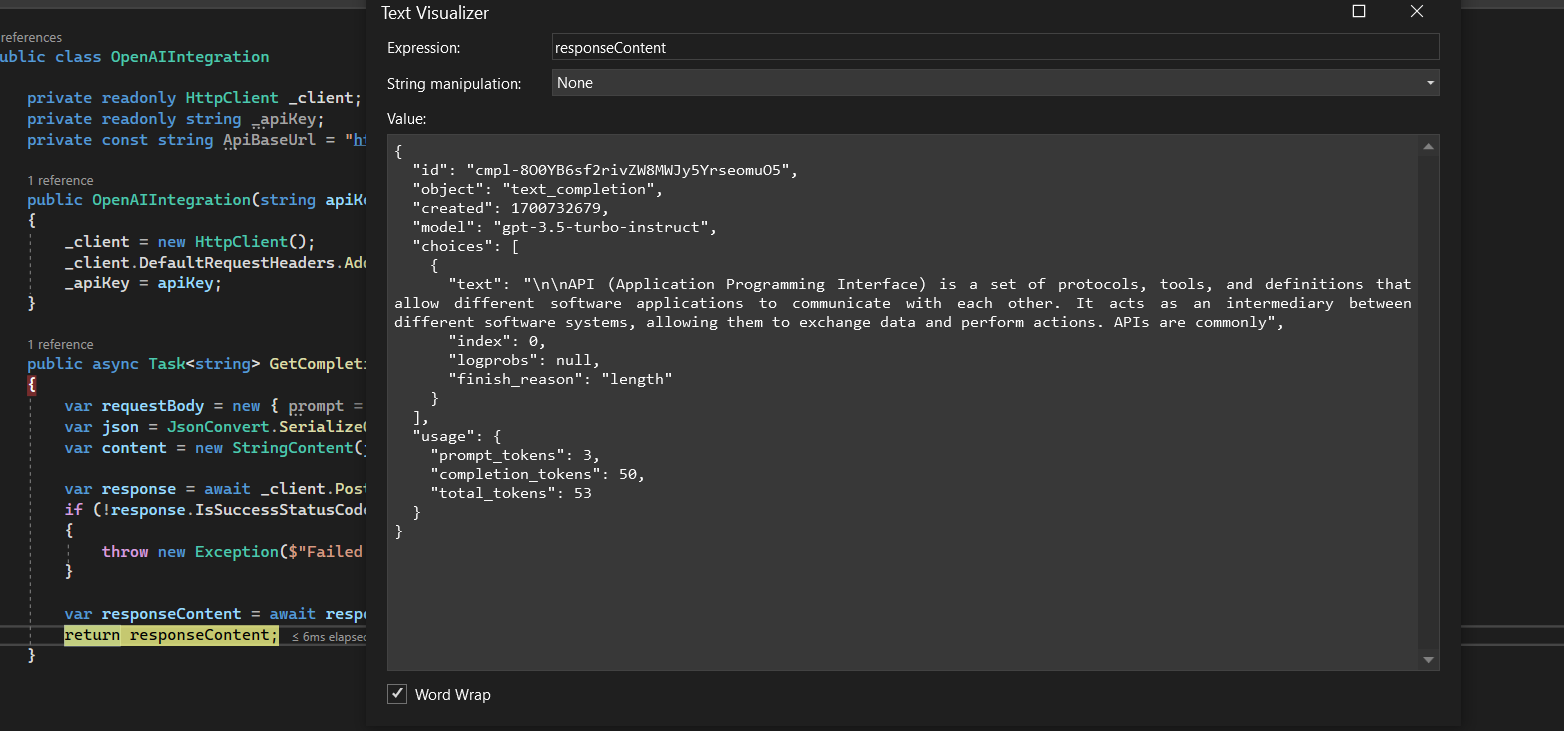 Text Visualizer
Expression:
responseContent
String manipulation:
None
Value:
{
"id": "cmpl-8O0YB6sf2rivZW8MWJy5YrseomuO5",
"object": "text_completion",
"created": 1700732679,
"model": "gpt-3.5-turbo-instruct",
"choices": [
{
"text": "\n\nAPI (Application Programming Interface) is a set of protocols, tools, and definitions that
allow different software applications to communicate with each other. It acts as an intermediary between
different software systems, allowing them to exchange data and perform actions. APIs are commonly",
"index": 0,
"logprobs": null,
"finish_reason": "length"
}
],
"usage": {
"prompt_tokens": 3,
"completion_tokens": 50,
"total_tokens": 53
}
}
Word Wrap
references
ublic class OpenAIIntegration
private readonly HttpClient _client;
private readonly string _apiKey;
private const string ApiBaseUrl = "ht
1 reference
public OpenAIIntegration(string apiKe
{
_client = new HttpClient();
_client.DefaultRequestHeaders.Add
_apiKey = apiKey;
}
1 reference
public async Task<string> GetCompleti
{
var requestBody = new { prompt =
var json = JsonConvert.SerializeO
var content = new StringContent(j
var response = await _client.Post
if (!response.IsSuccessStatusCode
{
throw new Exception($"Failed
}
var responseContent = await respo
return responseContent; ≤ 6ms elapsed
}